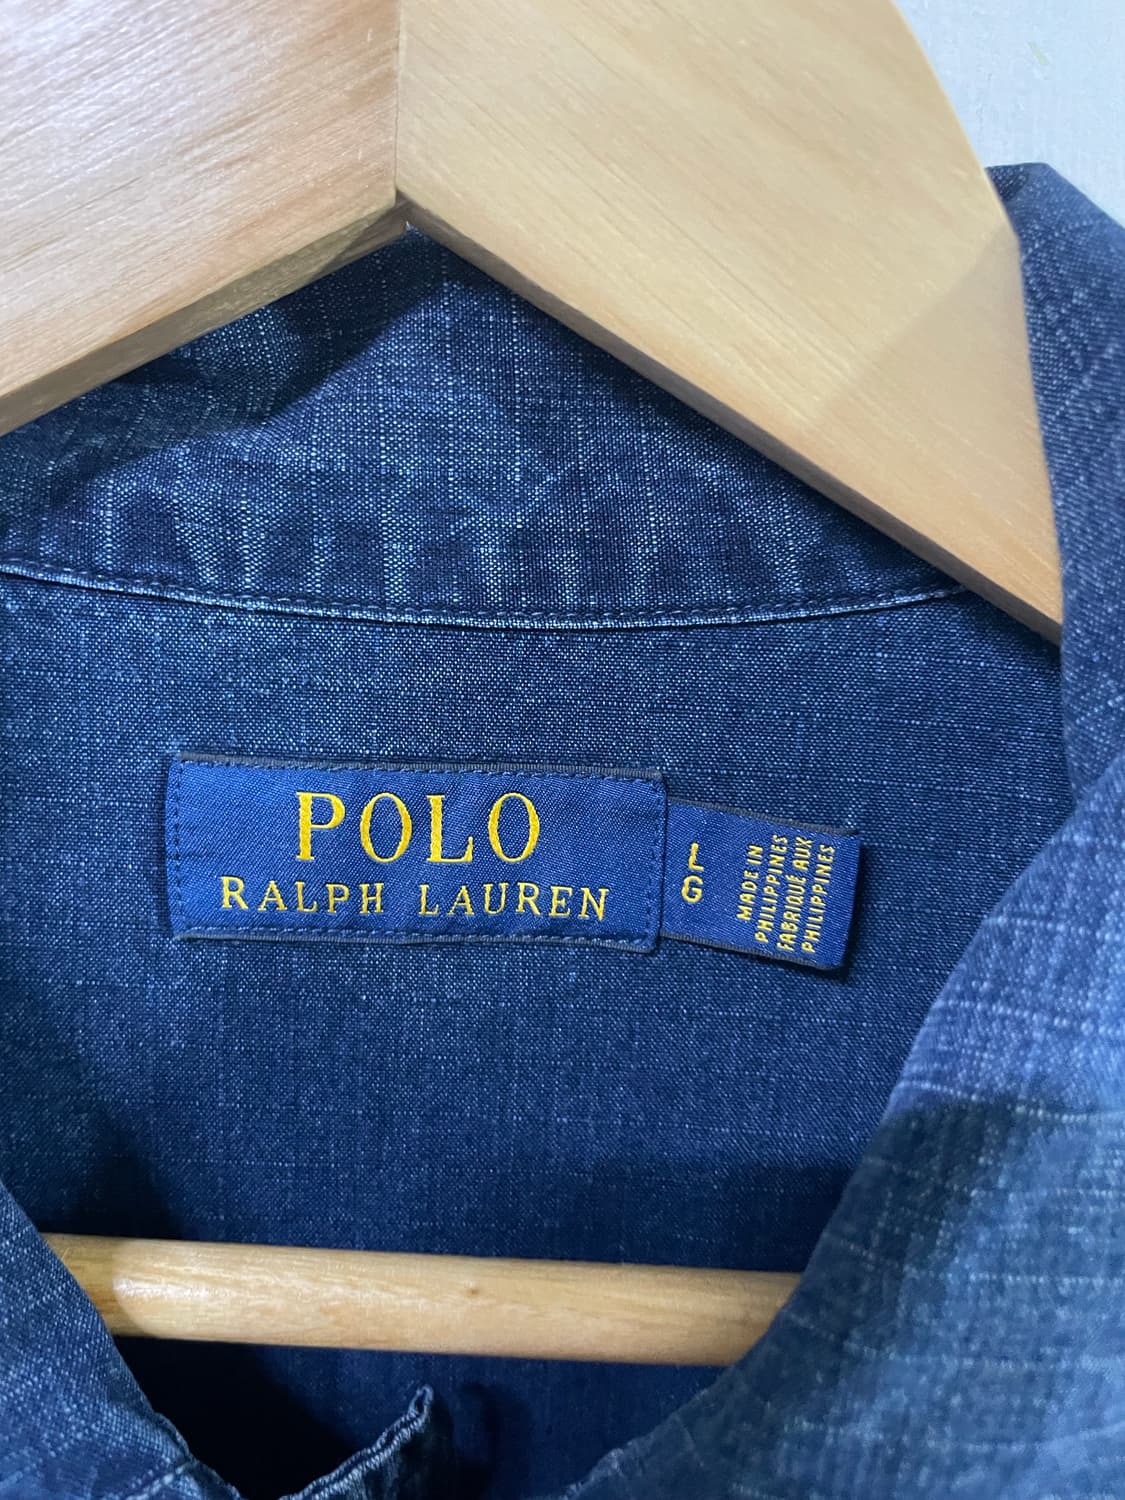 POLO
RALPH LAUREN
L
G
MADE IN
PHILIPPINES
FABRIQUÉ AUX
PHILIPPINES